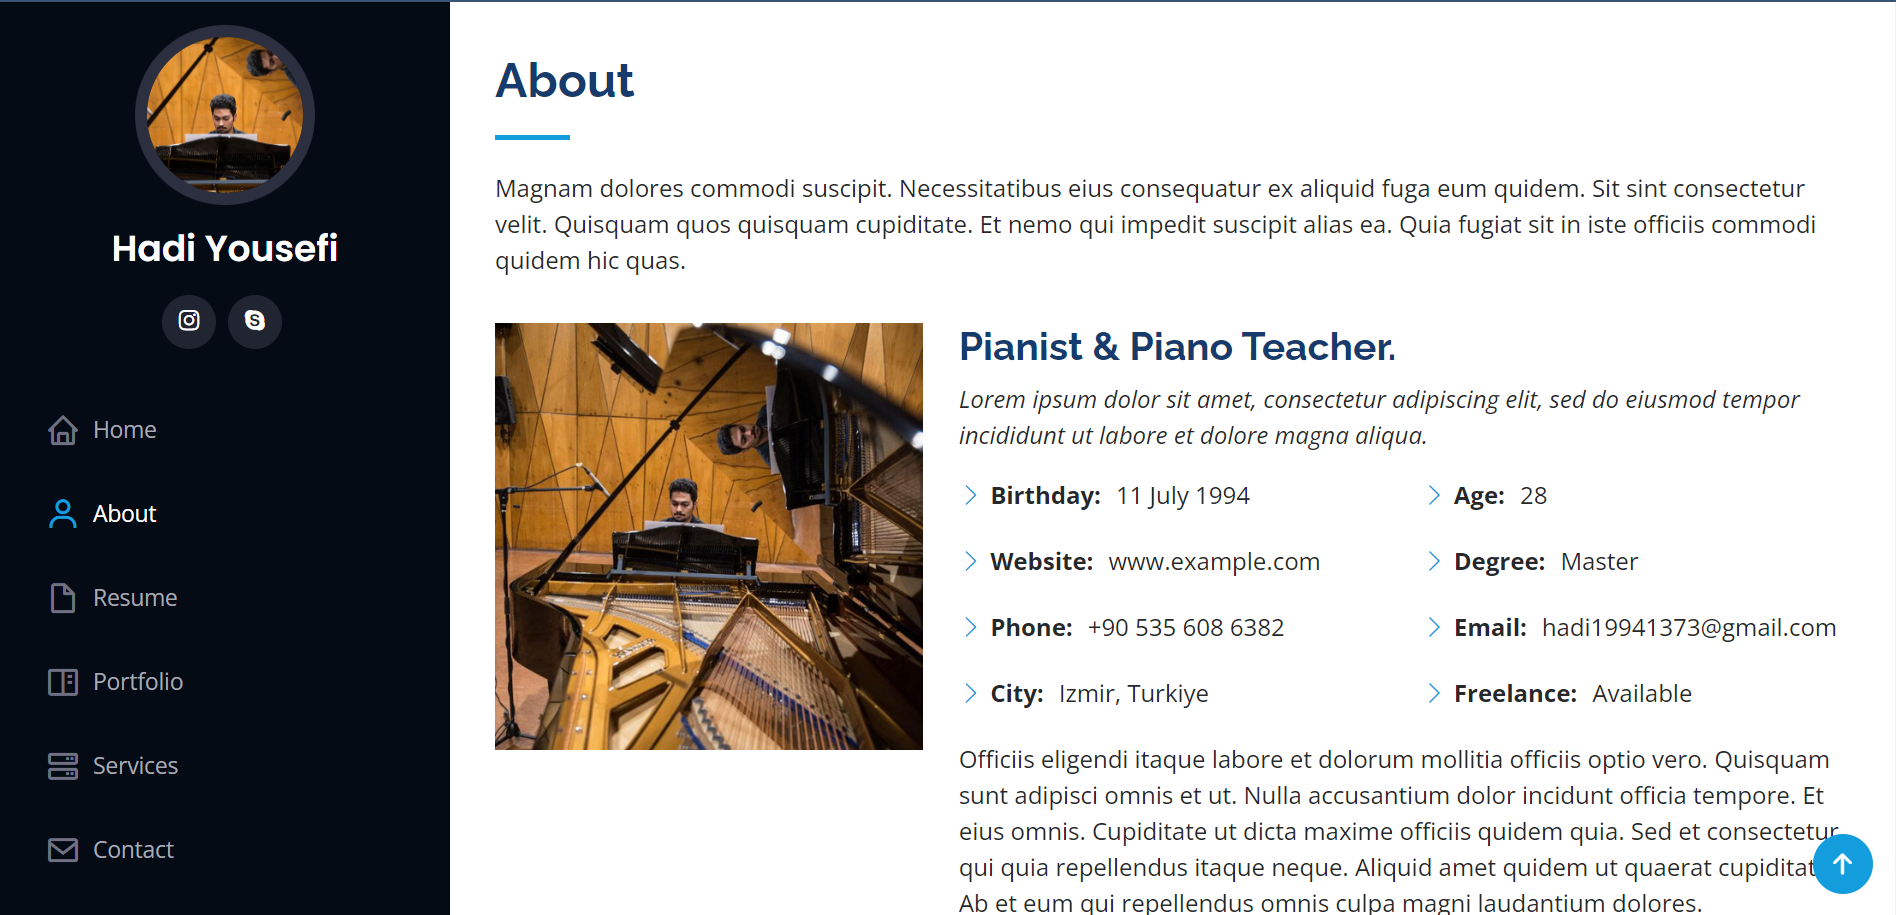 Hadi Yousefi
Home
About
Resume
Portfolio
Services
Contact
About
Magnam dolores commodi suscipit. Necessitatibus eius consequatur ex aliquid fuga eum quidem. Sit sint consectetur
velit. Quisquam quos quisquam cupiditate. Et nemo qui impedit suscipit alias ea. Quia fugiat sit in iste officiis commodi
quidem hic quas.
Pianist & Piano Teacher.
Lorem ipsum dolor sit amet, consectetur adipiscing elit, sed do eiusmod tempor
incididunt ut labore et dolore magna aliqua.
Birthday: 11 July 1994
Age: 28
Website: www.example.com
Degree: Master
Phone: +90 535 608 6382
Email: hadi19941373@gmail.com
City: Izmir, Turkiye
Freelance: Available
Officiis eligendi itaque labore et dolorum mollitia officiis optio vero. Quisquam
sunt adipisci omnis et ut. Nulla accusantium dolor incidunt officia tempore. Et
eius omnis. Cupiditate ut dicta maxime officiis quidem quia. Sed et consectetur
qui quia repellendus itaque neque. Aliquid amet quidem ut quaerat cupiditat
Ab et eum qui repellendus omnis culpa magni laudantium dolores.